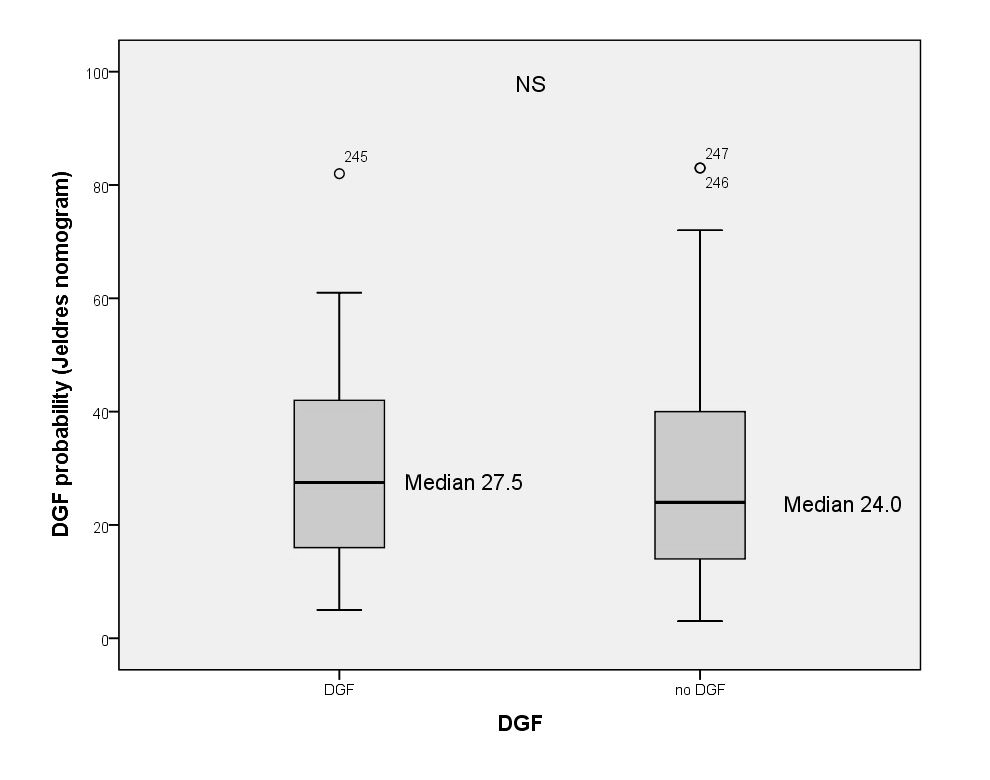 DGF probability (Jeldres nomogram)
100
80
60
40
20
0
NS
245
247
246
Median 27.5
Median 24.0
DGF
no DGF
DGF